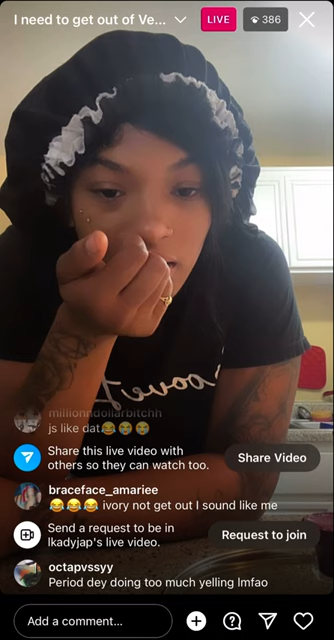 I need to get out of Ve...
LIVE
386
millionndollarbitchh
js like dat😂😭😭
Share this live video with
others so they can watch too.
Share Video
braceface_amariee
😂😂😂 ivory not get out I sound like me
Send a request to be in
lkadyjap's live video.
Request to join
octapvssyy
Period dey doing too much yelling lmfao
Add a comment...